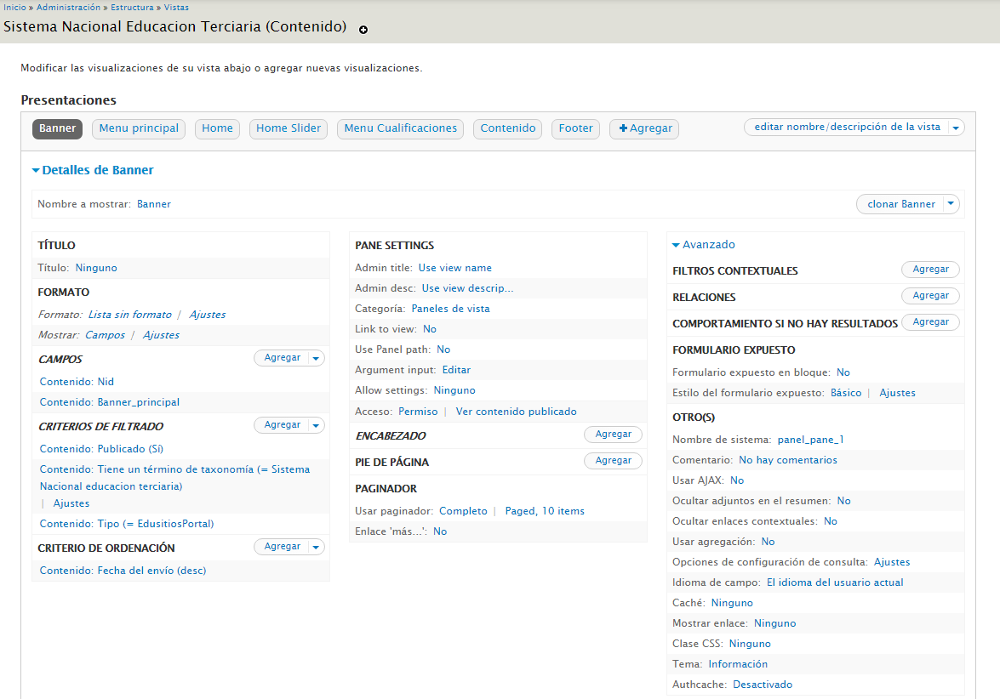 Inicio » Administración » Estructura » Vistas
Sistema Nacional Educacion Terciaria (Contenido)
Modificar las visualizaciones de su vista abajo o agregar nuevas visualizaciones.
Presentaciones
Banner Menu principal Home Home Slider Menu Cualificaciones Contenido Footer Agregar editar nombre/descripción de la vista
Detalles de Banner
Nombre a mostrar: Banner clonar Banner
TÍTULO
Título: Ninguno
FORMATO
Formato: Lista sin formato / Ajustes
Mostrar: Campos / Ajustes
CAMPOS Agregar
Contenido: Nid
Contenido: Banner_principal
CRITERIOS DE FILTRADO Agregar
Contenido: Publicado (Sí)
Contenido: Tiene un término de taxonomía (= Sistema
Nacional educacion terciaria)
| Ajustes
Contenido: Tipo (= EdusitiosPortal)
CRITERIO DE ORDENACIÓN Agregar
Contenido: Fecha del envío (desc)
PANE SETTINGS
Admin title: Use view name
Admin desc: Use view descrip...
Categoría: Paneles de vista
Link to view: No
Use Panel path: No
Argument input: Editar
Allow settings: Ninguno
Acceso: Permiso | Ver contenido publicado
ENCABEZADO Agregar
PIE DE PÁGINA Agregar
PAGINADOR
Usar paginador: Completo | Paged, 10 items
Enlace 'más...': No
Avanzado
FILTROS CONTEXTUALES Agregar
RELACIONES Agregar
COMPORTAMIENTO SI NO HAY RESULTADOS Agregar
FORMULARIO EXPUESTO
Formulario expuesto en bloque: No
Estilo del formulario expuesto: Básico | Ajustes
OTRO(S)
Nombre de sistema: panel_pane_1
Comentario: No hay comentarios
Usar AJAX: No
Ocultar adjuntos en el resumen: No
Ocultar enlaces contextuales: No
Usar agregación: No
Opciones de configuración de consulta: Ajustes
Idioma de campo: El idioma del usuario actual
Caché: Ninguno
Mostrar enlace: Ninguno
Clase CSS: Ninguno
Tema: Información
Authcache: Desactivado